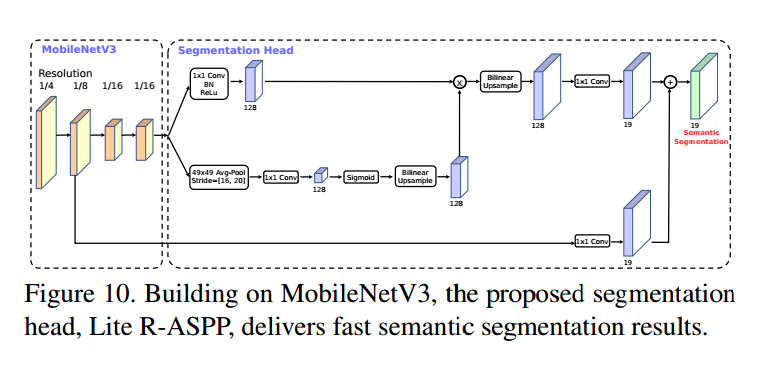 MobileNetV3
Segmentation Head
Resolution
1/4 1/8 1/16 1/16
1x1 Conv
BN
ReLu
128
X
Bilinear
Upsample
128
1x1 Conv
19
+
19
Semantic
Segmentation
49x49 Avg-Pool
Stride=[16, 20]
1x1 Conv
128
Sigmoid
Bilinear
Upsample
128
1x1 Conv
19
Figure 10. Building on MobileNetV3, the proposed segmentation
head, Lite R-ASPP, delivers fast semantic segmentation results.